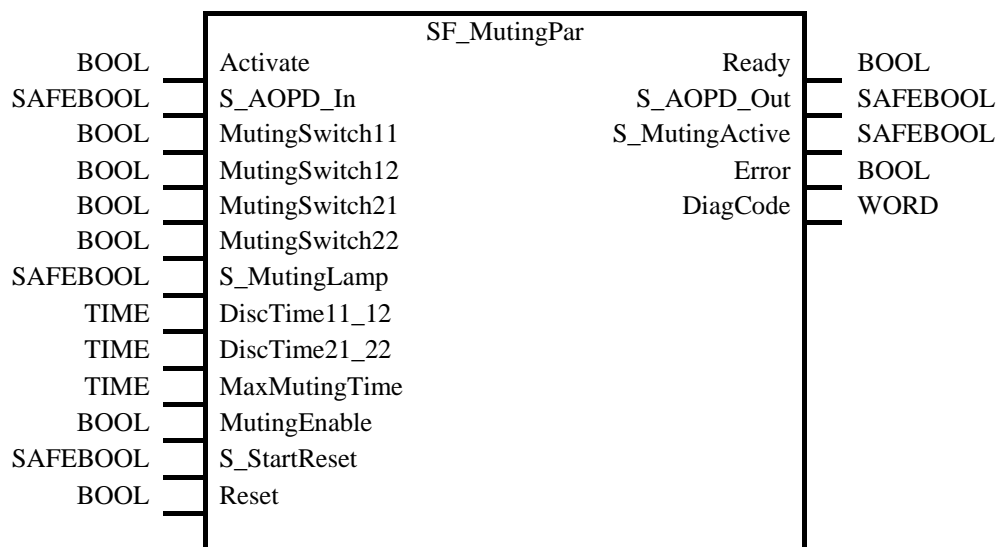 SF_MutingPar
BOOL Activate Ready BOOL
SAFEBOOL S_AOPD_In S_AOPD_Out SAFEBOOL
BOOL MutingSwitch11 S_MutingActive SAFEBOOL
BOOL MutingSwitch12 Error BOOL
BOOL MutingSwitch21 DiagCode WORD
BOOL MutingSwitch22
SAFEBOOL S_MutingLamp
TIME DiscTime11_12
TIME DiscTime21_22
TIME MaxMutingTime
BOOL MutingEnable
SAFEBOOL S_StartReset
BOOL Reset